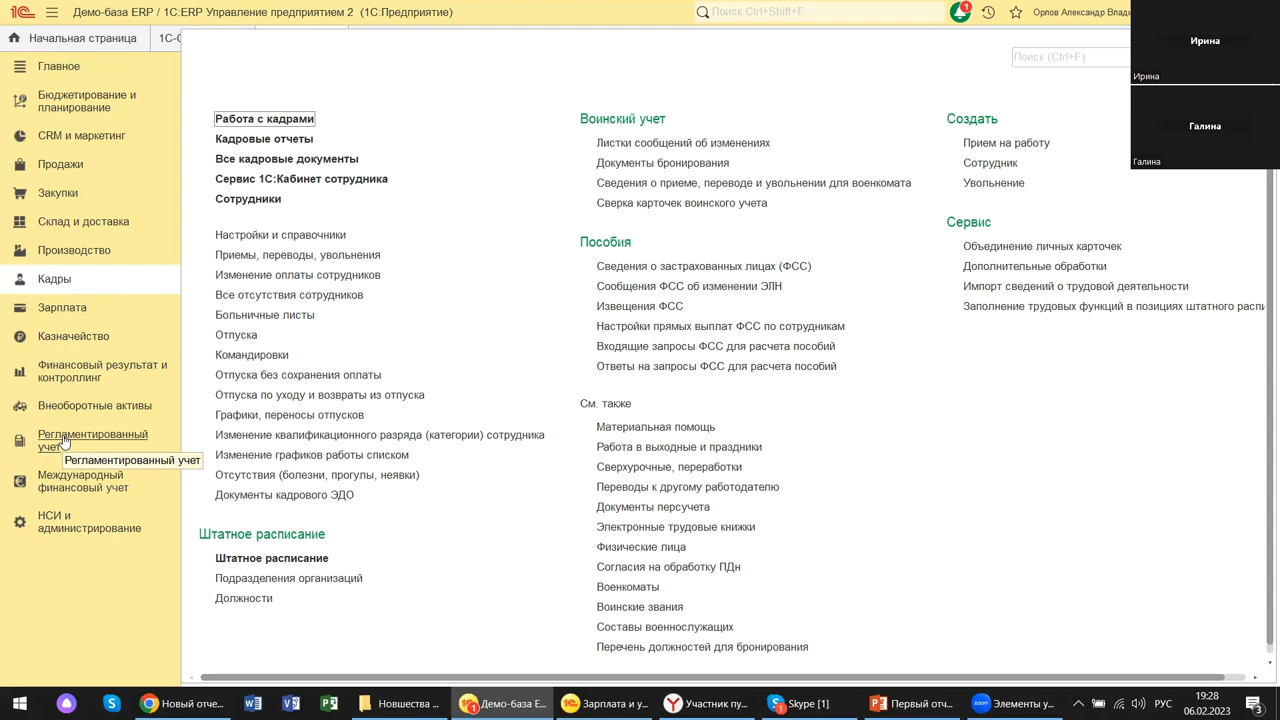 Демо-база ERP / 1С:ERP Управление предприятием 2 (1С:Предприятие)
Поиск Ctrl+Shift+F
1
Орлов Александр Влади
Начальная страница
1С-
Главное
Бюджетирование и
планирование
CRM и маркетинг
Продажи
Закупки
Склад и доставка
Производство
Кадры
Зарплата
Казначейство
Финансовый результат и
контроллинг
Внеоборотные активы
Регламентированный
учет
Регламентированный учет
Международный
финансовый учет
НСИ и
администрирование
Поиск (Ctrl+F)
Работа с кадрами
Кадровые отчеты
Все кадровые документы
Сервис 1С:Кабинет сотрудника
Сотрудники
Настройки и справочники
Приемы, переводы, увольнения
Изменение оплаты сотрудников
Все отсутствия сотрудников
Больничные листы
Отпуска
Командировки
Отпуска без сохранения оплаты
Отпуска по уходу и возвраты из отпуска
Графики, переносы отпусков
Изменение квалификационного разряда (категории) сотрудника
Изменение графиков работы списком
Отсутствия (болезни, прогулы, неявки)
Документы кадрового ЭДО
Штатное расписание
Штатное расписание
Подразделения организаций
Должности
Воинский учет
Листки сообщений об изменениях
Документы бронирования
Сведения о приеме, переводе и увольнении для военкомата
Сверка карточек воинского учета
Пособия
Сведения о застрахованных лицах (ФСС)
Сообщения ФСС об изменении ЭЛН
Извещения ФСС
Настройки прямых выплат ФСС по сотрудникам
Входящие запросы ФСС для расчета пособий
Ответы на запросы ФСС для расчета пособий
См. также
Материальная помощь
Работа в выходные и праздники
Сверхурочные, переработки
Переводы к другому работодателю
Документы персучета
Электронные трудовые книжки
Физические лица
Согласия на обработку ПДн
Военкоматы
Воинские звания
Составы военнослужащих
Перечень должностей для бронирования
Создать
Прием на работу
Сотрудник
Увольнение
Сервис
Объединение личных карточек
Дополнительные обработки
Импорт сведений о трудовой деятельности
Заполнение трудовых функций в позициях штатного распи
Ирина
Ирина
Галина
Галина
Новый отче...
Новшества ...
Демо-база E...
Зарплата и у...
Участник пу...
Skype [1]
Первый отч...
Элементы у...
РУС
19:28
06.02.2023
3